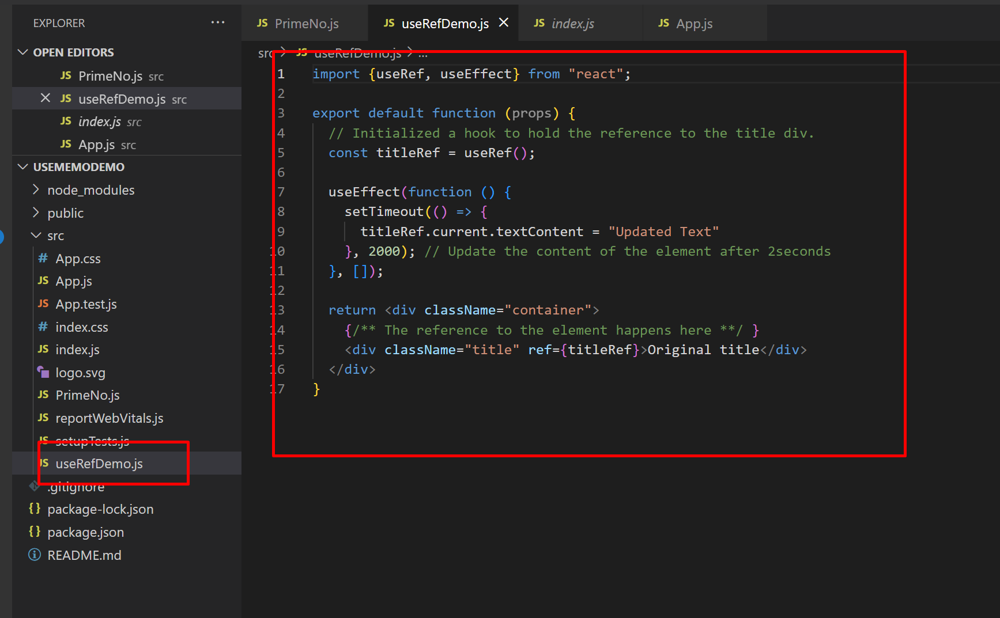 EXPLORER
OPEN EDITORS
JS PrimeNo.js src
JS useRefDemo.js src
JS index.js src
JS App.js src
USEMEMODEMO
node_modules
public
src
# App.css
JS App.js
JS App.test.js
# index.css
JS index.js
logo.svg
JS PrimeNo.js
JS reportWebVitals.js
JS setupTests.js
JS useRefDemo.js
.gitignore
{} package-lock.json
{} package.json
README.md
JS PrimeNo.js JS useRefDemo.js JS index.js JS App.js
src > JS useRefDemo.js > ...
1 import {useRef, useEffect} from "react";
2
3 export default function (props) {
4 // Initialized a hook to hold the reference to the title div.
5 const titleRef = useRef();
6
7 useEffect(function () {
8 setTimeout(() => {
9 titleRef.current.textContent = "Updated Text"
10 }, 2000); // Update the content of the element after 2seconds
11 }, []);
12
13 return <div className="container">
14 {/** The reference to the element happens here **/ }
15 <div className="title" ref={titleRef}>Original title</div>
16 </div>
17 }